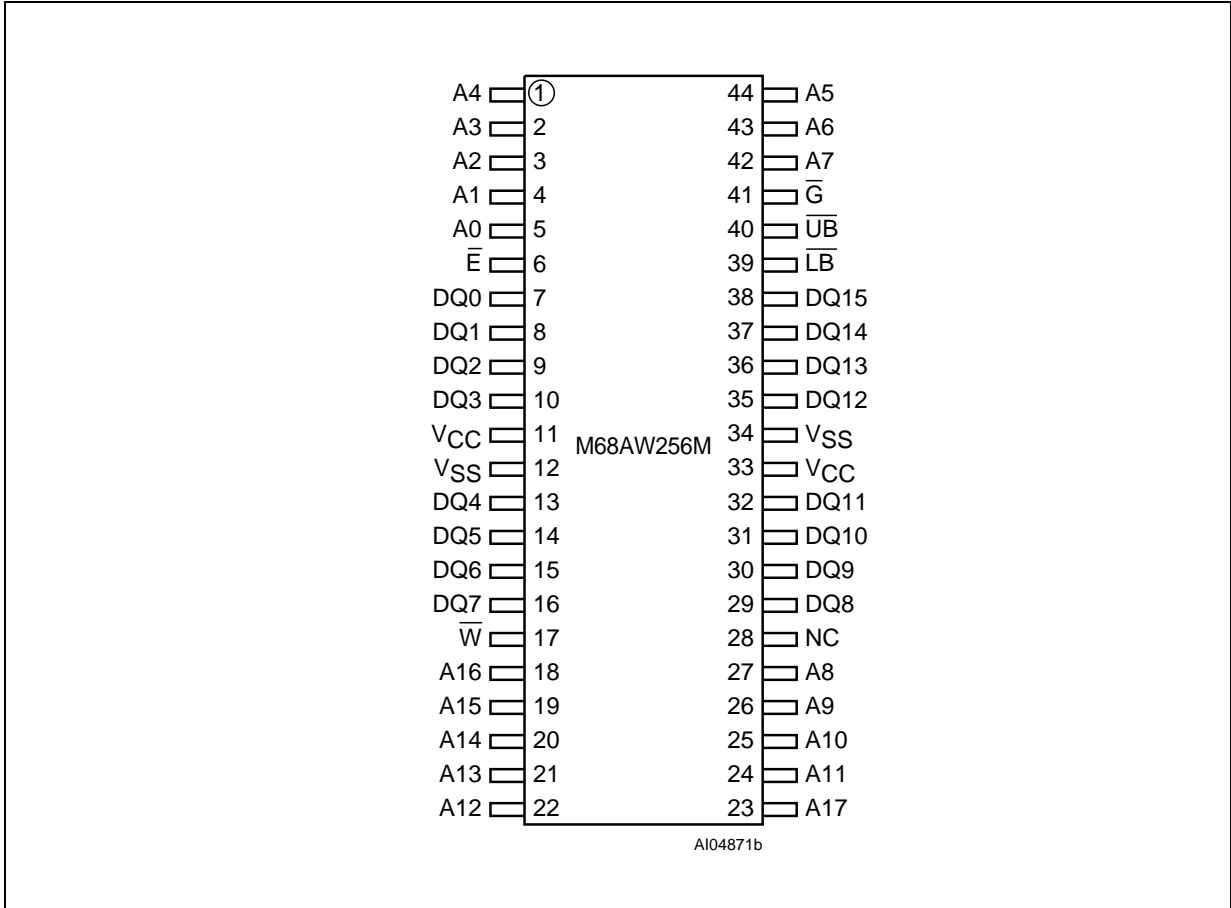 A4 1 44 A5
A3 2 43 A6
A2 3 42 A7
A1 4 41 G̅
A0 5 40 U̅B̅
E̅ 6 39 L̅B̅
DQ0 7 38 DQ15
DQ1 8 37 DQ14
DQ2 9 36 DQ13
DQ3 10 35 DQ12
VCC 11 34 VSS
M68AW256M
VSS 12 33 VCC
DQ4 13 32 DQ11
DQ5 14 31 DQ10
DQ6 15 30 DQ9
DQ7 16 29 DQ8
W̅ 17 28 NC
A16 18 27 A8
A15 19 26 A9
A14 20 25 A10
A13 21 24 A11
A12 22 23 A17
AI04871b